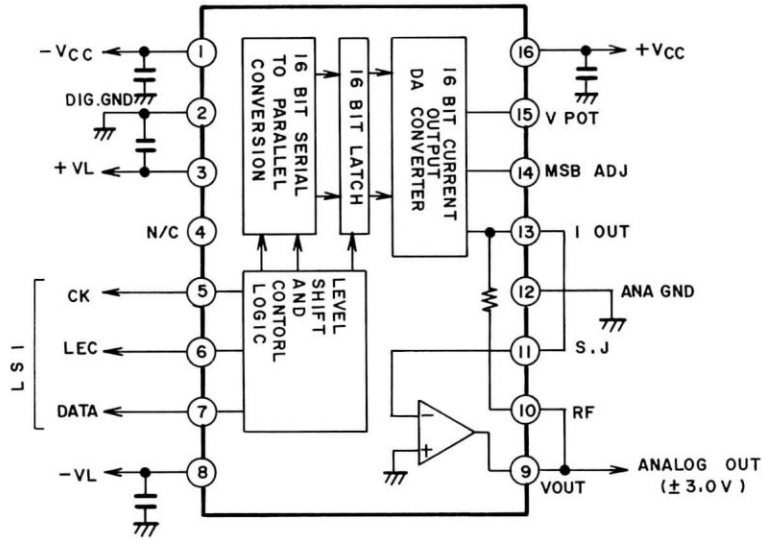 -VCC
DIG.GND
+VL
N/C
LSI
CK
LEC
DATA
-VL
1
2
3
4
5
6
7
8
16 BIT SERIAL
TO PARALLEL
CONVERSION
16 BIT LATCH
16 BIT CURRENT
OUTPUT
DA CONVERTER
LEVEL
SHIFT
AND
CONTORL
LOGIC
-
+
16
15
14
13
12
11
10
9
+VCC
V POT
MSB ADJ
I OUT
ANA GND
S.J
RF
VOUT
ANALOG OUT
(±3.0V)